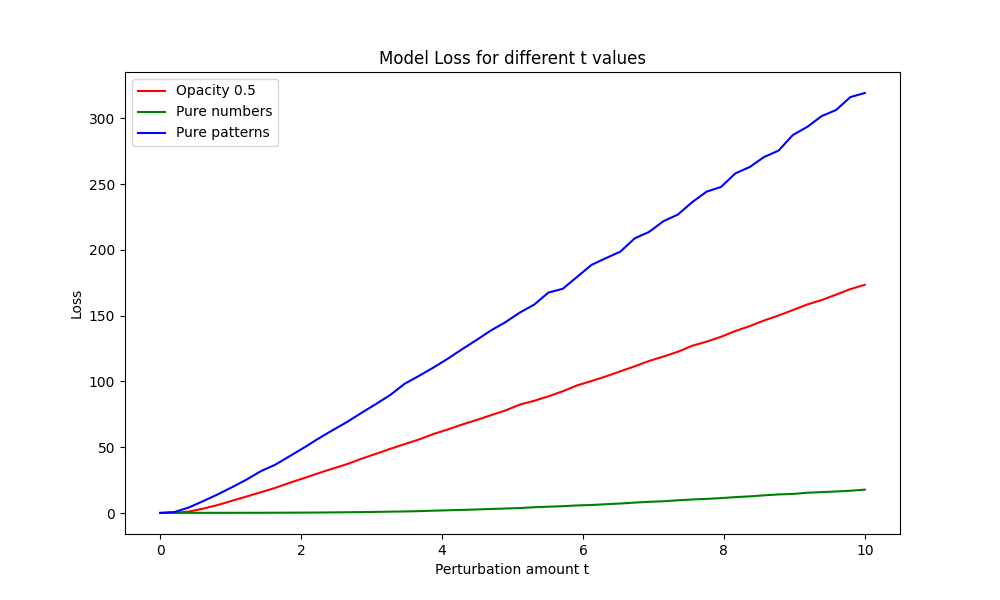 Model Loss for different t values
Opacity 0.5
Pure numbers
Pure patterns
300
250
200
150
100
50
0
Loss
0 2 4 6 8 10
Perturbation amount t